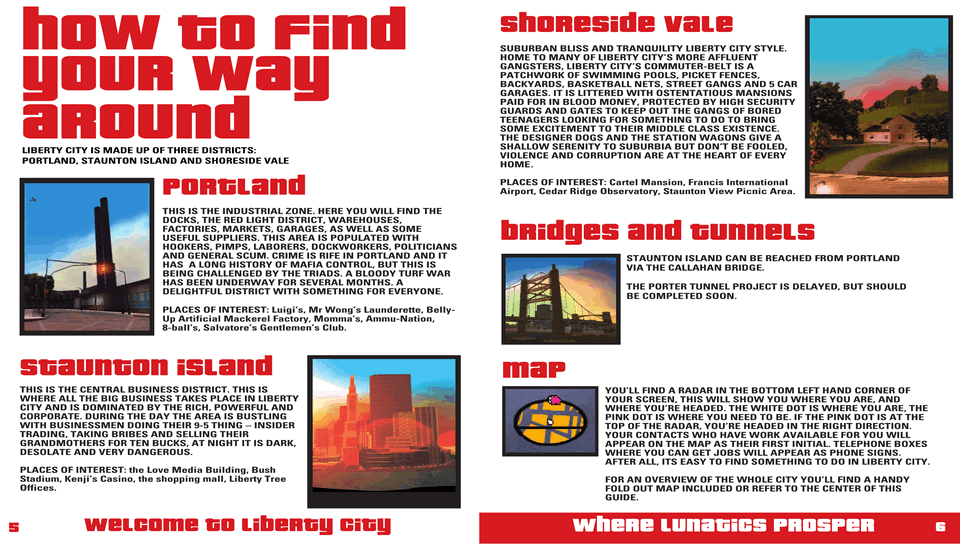 how to find
your way
around
LIBERTY CITY IS MADE UP OF THREE DISTRICTS:
PORTLAND, STAUNTON ISLAND AND SHORESIDE VALE
PORTLAND
THIS IS THE INDUSTRIAL ZONE. HERE YOU WILL FIND THE
DOCKS, THE RED LIGHT DISTRICT, WAREHOUSES,
FACTORIES, MARKETS, GARAGES, AS WELL AS SOME
USEFUL SUPPLIERS. THIS AREA IS POPULATED WITH
HOOKERS, PIMPS, LABORERS, DOCKWORKERS, POLITICIANS
AND GENERAL SCUM. CRIME IS RIFE IN PORTLAND AND IT
HAS A LONG HISTORY OF MAFIA CONTROL, BUT THIS IS
BEING CHALLENGED BY THE TRIADS. A BLOODY TURF WAR
HAS BEEN UNDERWAY FOR SEVERAL MONTHS. A
DELIGHTFUL DISTRICT WITH SOMETHING FOR EVERYONE.
PLACES OF INTEREST: Luigi's, Mr Wong's Launderette, Belly-
Up Artificial Mackerel Factory, Momma's, Ammu-Nation,
8-ball's, Salvatore's Gentlemen's Club.
Staunton Island
THIS IS THE CENTRAL BUSINESS DISTRICT. THIS IS
WHERE ALL THE BIG BUSINESS TAKES PLACE IN LIBERTY
CITY AND IS DOMINATED BY THE RICH, POWERFUL AND
CORPORATE. DURING THE DAY THE AREA IS BUSTLING
WITH BUSINESSMEN DOING THEIR 9-5 THING – INSIDER
TRADING, TAKING BRIBES AND SELLING THEIR
GRANDMOTHERS FOR TEN BUCKS, AT NIGHT IT IS DARK,
DESOLATE AND VERY DANGEROUS.
PLACES OF INTEREST: the Love Media Building, Bush
Stadium, Kenji's Casino, the shopping mall, Liberty Tree
Offices.
5
Welcome to Liberty City
Shoreside Vale
SUBURBAN BLISS AND TRANQUILITY LIBERTY CITY STYLE.
HOME TO MANY OF LIBERTY CITY'S MORE AFFLUENT
GANGSTERS, LIBERTY CITY'S COMMUTER-BELT IS A
PATCHWORK OF SWIMMING POOLS, PICKET FENCES,
BACKYARDS, BASKETBALL NETS, STREET GANGS AND 5 CAR
GARAGES. IT IS LITTERED WITH OSTENTATIOUS MANSIONS
PAID FOR IN BLOOD MONEY, PROTECTED BY HIGH SECURITY
GUARDS AND GATES TO KEEP OUT THE GANGS OF BORED
TEENAGERS LOOKING FOR SOMETHING TO DO TO BRING
SOME EXCITEMENT TO THEIR MIDDLE CLASS EXISTENCE.
THE DESIGNER DOGS AND THE STATION WAGONS GIVE A
SHALLOW SERENITY TO SUBURBIA BUT DON'T BE FOOLED,
VIOLENCE AND CORRUPTION ARE AT THE HEART OF EVERY
HOME.
PLACES OF INTEREST: Cartel Mansion, Francis International
Airport, Cedar Ridge Observatory, Staunton View Picnic Area.
Bridges and Tunnels
STAUNTON ISLAND CAN BE REACHED FROM PORTLAND
VIA THE CALLAHAN BRIDGE.
THE PORTER TUNNEL PROJECT IS DELAYED, BUT SHOULD
BE COMPLETED SOON.
Map
YOU'LL FIND A RADAR IN THE BOTTOM LEFT HAND CORNER OF
YOUR SCREEN, THIS WILL SHOW YOU WHERE YOU ARE, AND
WHERE YOU'RE HEADED. THE WHITE DOT IS WHERE YOU ARE, THE
PINK DOT IS WHERE YOU NEED TO BE. IF THE PINK DOT IS AT THE
TOP OF THE RADAR, YOU'RE HEADED IN THE RIGHT DIRECTION.
YOUR CONTACTS WHO HAVE WORK AVAILABLE FOR YOU WILL
APPEAR ON THE MAP AS THEIR FIRST INITIAL. TELEPHONE BOXES
WHERE YOU CAN GET JOBS WILL APPEAR AS PHONE SIGNS.
AFTER ALL, ITS EASY TO FIND SOMETHING TO DO IN LIBERTY CITY.
FOR AN OVERVIEW OF THE WHOLE CITY YOU'LL FIND A HANDY
FOLD OUT MAP INCLUDED OR REFER TO THE CENTER OF THIS
GUIDE.
Where Lunatics Prosper
6